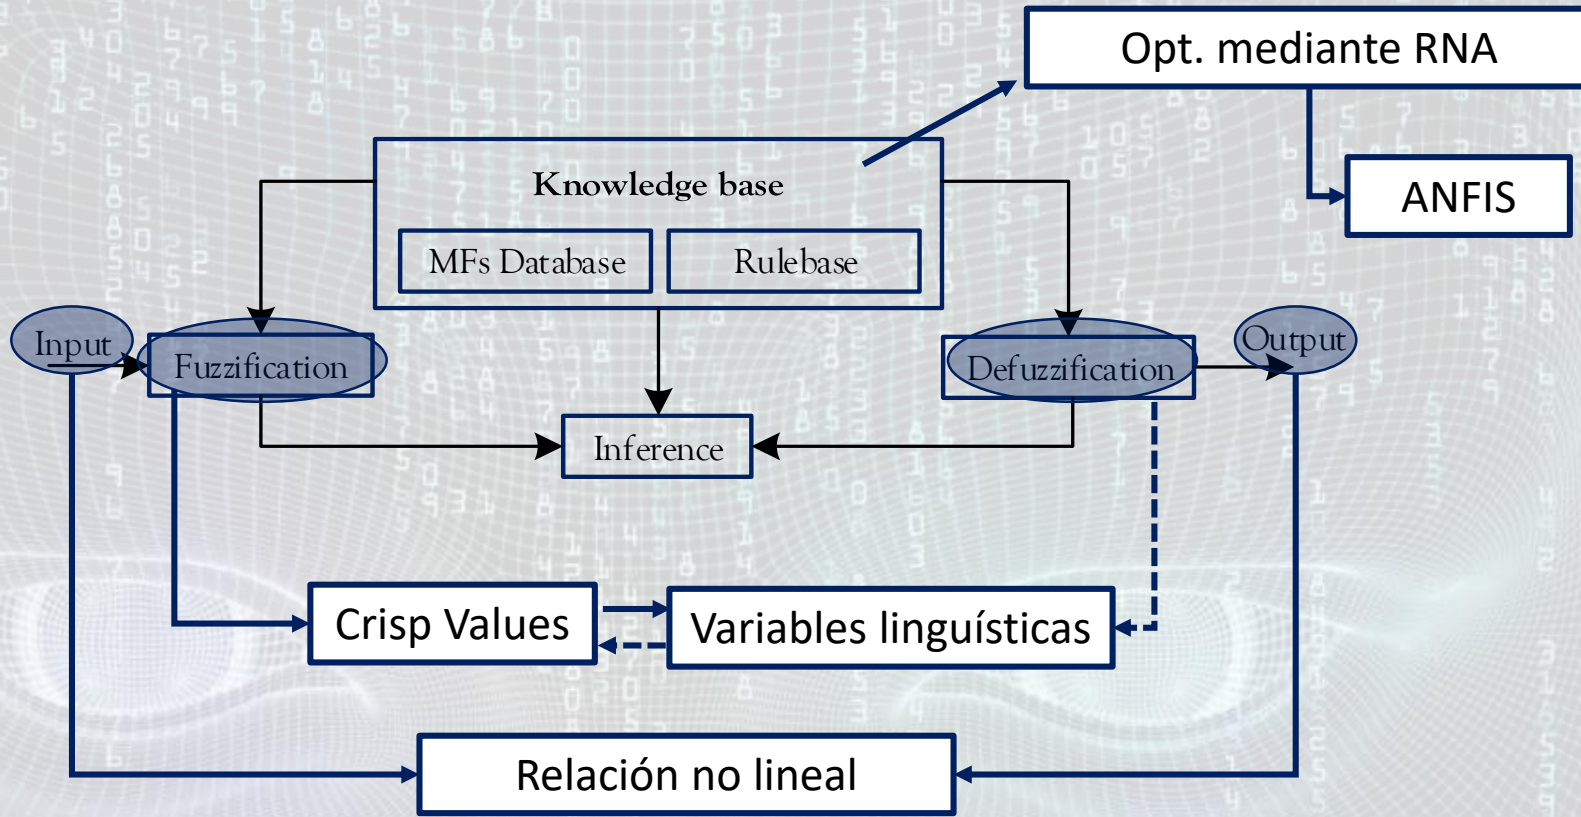 Opt. mediante RNA
Knowledge base
ANFIS
MFs Database
Rulebase
Input
Fuzzification
Defuzzification
Output
Inference
Crisp Values
Variables linguísticas
Relación no lineal